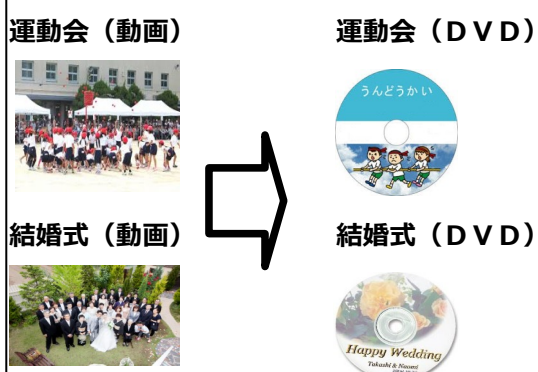 運動会（動画）
運動会（ＤＶＤ）
うんどうかい
結婚式（動画）
結婚式（ＤＶＤ）
Happy Wedding
Takashi & Naomi